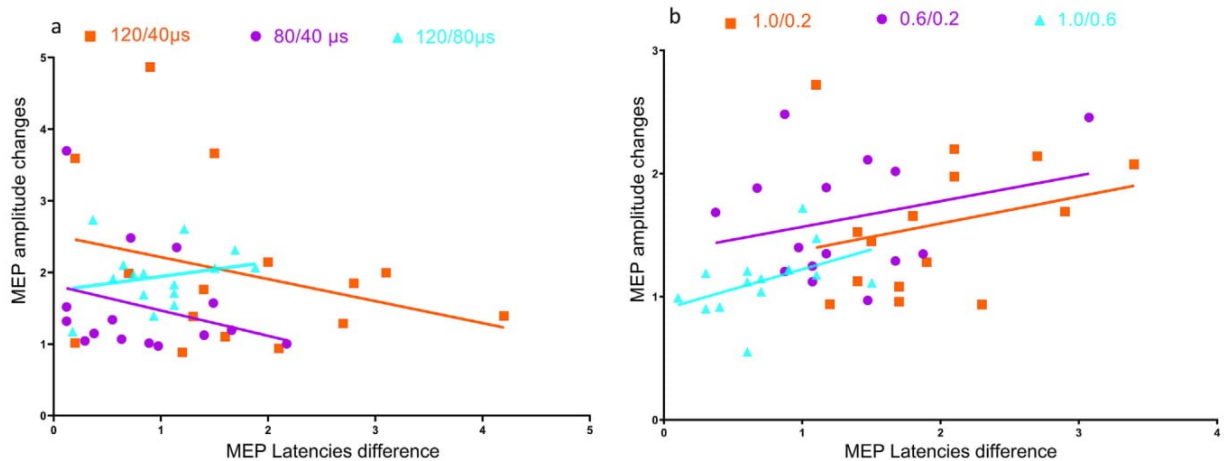 a
120/40µs 80/40 µs 120/80µs
MEP amplitude changes
5
4
3
2
1
0
0 1 2 3 4 5
MEP Latencies difference
b
1.0/0.2 0.6/0.2 1.0/0.6
MEP amplitude changes
3
2
1
0
0 1 2 3 4
MEP Latencies difference